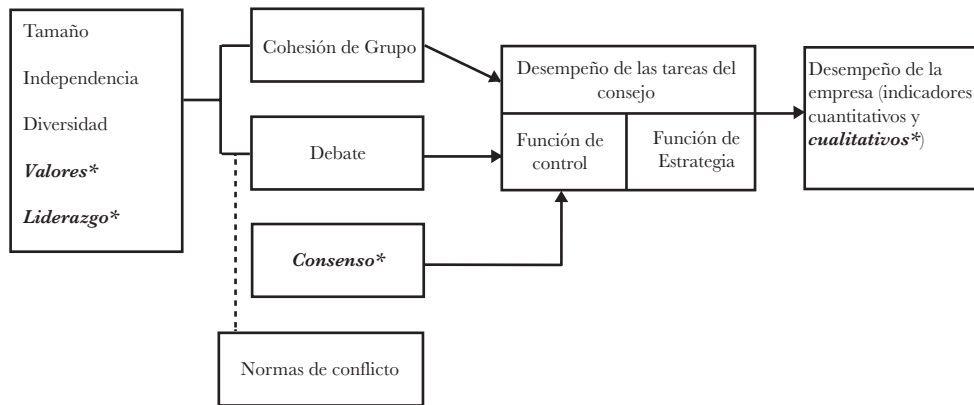 Tamaño
Independencia
Diversidad
Valores*
Liderazgo*
Cohesión de Grupo
Debate
Consenso*
Normas de conflicto
Desempeño de las tareas del
consejo
Función de
control
Función de
Estrategia
Desempeño de la
empresa (indicadores
cuantitativos y
cualitativos*)